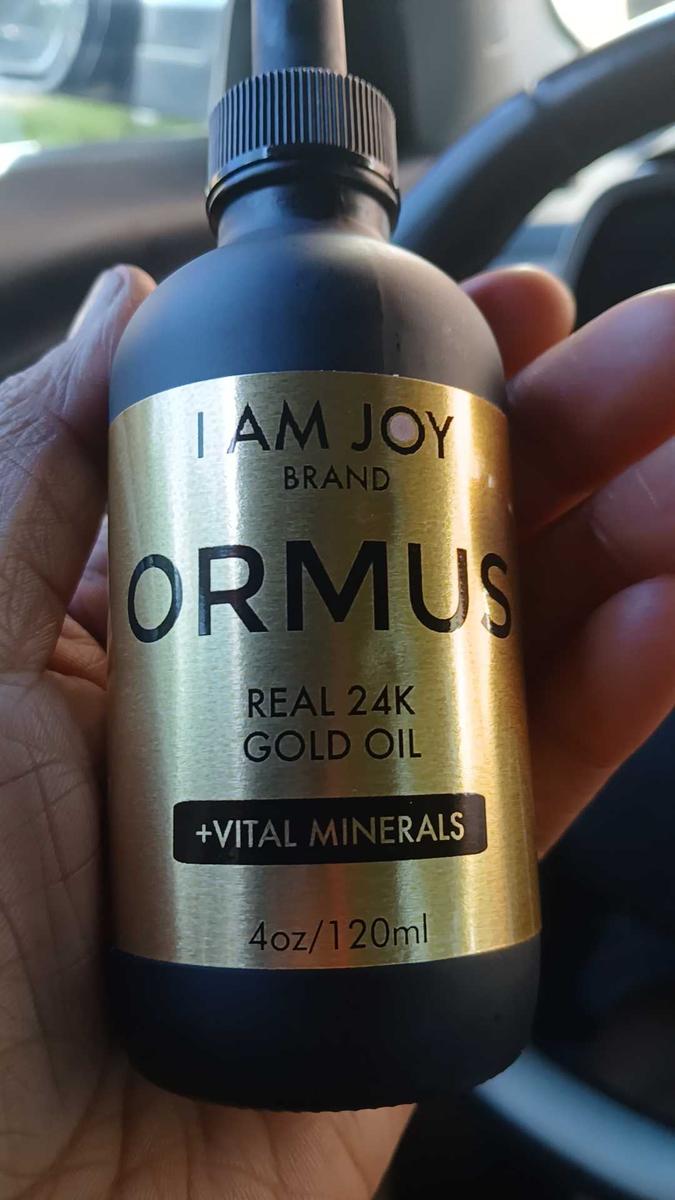 I AM JOY
BRAND
ORMUS
REAL 24K
GOLD OIL
+VITAL MINERALS
4oz/120ml